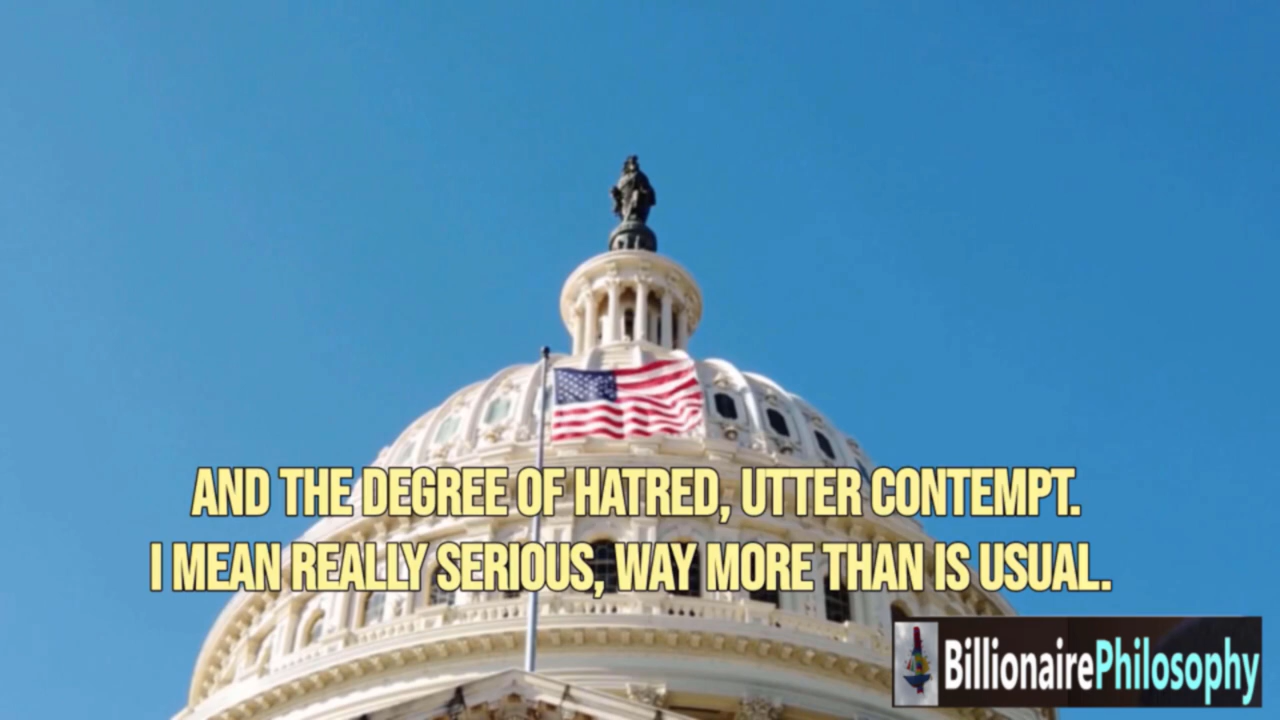 AND THE DEGREE OF HATRED, UTTER CONTEMPT.
I MEAN REALLY SERIOUS, WAY MORE THAN IS USUAL.
BillionairePhilosophy